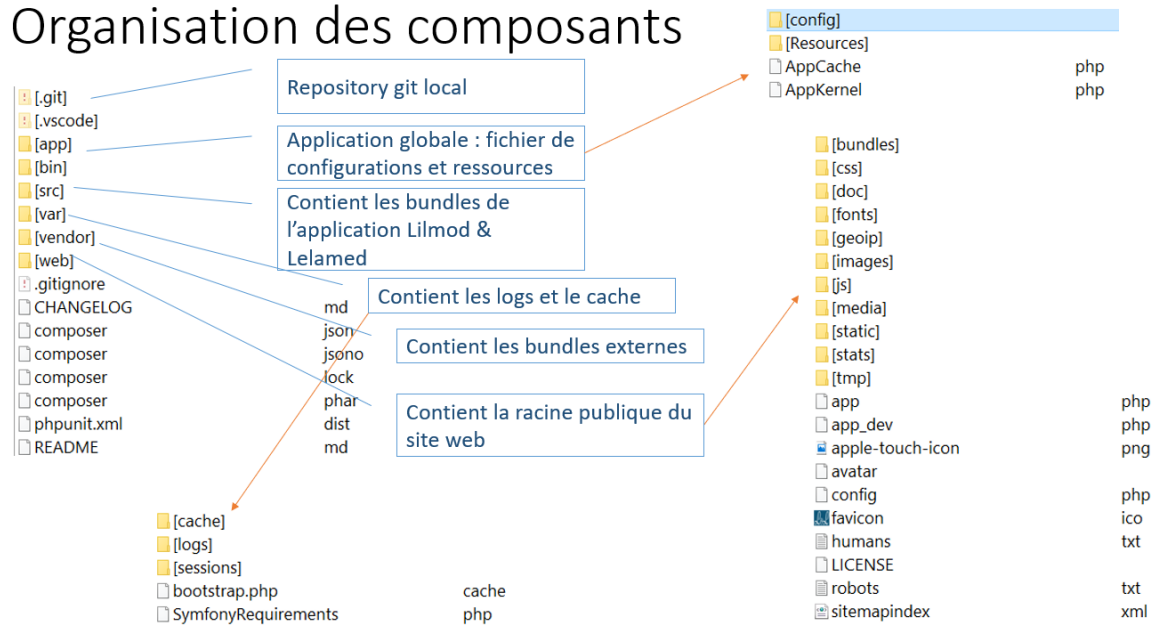 Organisation des composants
[.git]
[.vscode]
[app]
[bin]
[src]
[var]
[vendor]
[web]
.gitignore
CHANGELOG md
composer json
composer jsono
composer lock
composer phar
phpunit.xml dist
README md
Repository git local
Application globale : fichier de
configurations et ressources
Contient les bundles de
l’application Lilmod &
Lelamed
Contient les logs et le cache
Contient les bundles externes
Contient la racine publique du
site web
[config]
[Resources]
AppCache php
AppKernel php
[bundles]
[css]
[doc]
[fonts]
[geoip]
[images]
[js]
[media]
[static]
[stats]
[tmp]
app php
app_dev php
apple-touch-icon png
avatar
config php
favicon ico
humans txt
LICENSE
robots txt
sitemapindex xml
[cache]
[logs]
[sessions]
bootstrap.php cache
SymfonyRequirements php